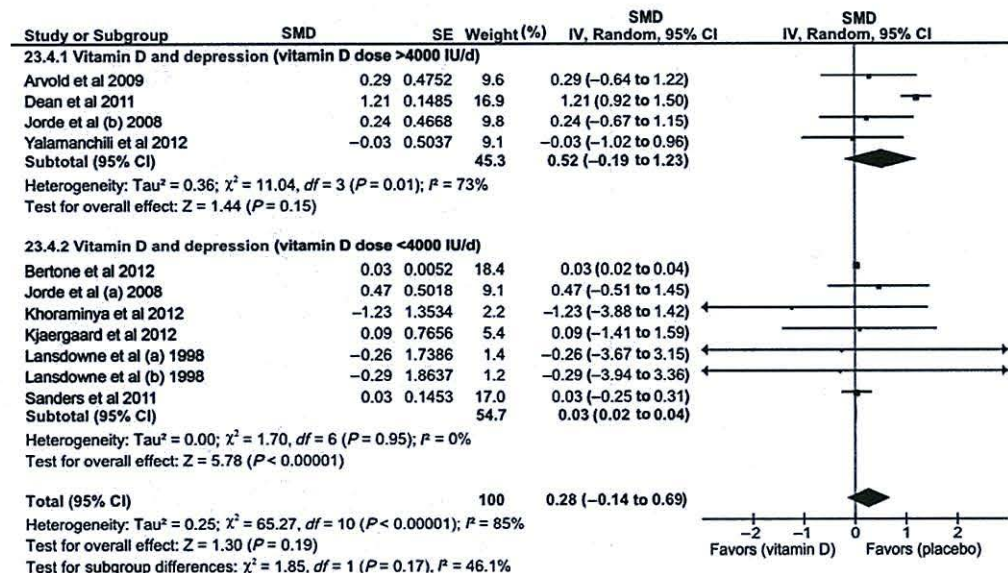 SMD SMD
Study or Subgroup SMD SE Weight (%) IV, Random, 95% CI IV, Random, 95% CI
23.4.1 Vitamin D and depression (vitamin D dose >4000 IU/d)
Arvold et al 2009 0.29 0.4752 9.6 0.29 (−0.64 to 1.22)
Dean et al 2011 1.21 0.1485 16.9 1.21 (0.92 to 1.50)
Jorde et al (b) 2008 0.24 0.4668 9.8 0.24 (−0.67 to 1.15)
Yalamanchili et al 2012 −0.03 0.5037 9.1 −0.03 (−1.02 to 0.96)
Subtotal (95% CI) 45.3 0.52 (−0.19 to 1.23)
Heterogeneity: Tau² = 0.36; χ² = 11.04, df = 3 (P = 0.01); I² = 73%
Test for overall effect: Z = 1.44 (P = 0.15)
23.4.2 Vitamin D and depression (vitamin D dose <4000 IU/d)
Bertone et al 2012 0.03 0.0052 18.4 0.03 (0.02 to 0.04)
Jorde et al (a) 2008 0.47 0.5018 9.1 0.47 (−0.51 to 1.45)
Khoraminya et al 2012 −1.23 1.3534 2.2 −1.23 (−3.88 to 1.42)
Kjaergaard et al 2012 0.09 0.7656 5.4 0.09 (−1.41 to 1.59)
Lansdowne et al (a) 1998 −0.26 1.7386 1.4 −0.26 (−3.67 to 3.15)
Lansdowne et al (b) 1998 −0.29 1.8637 1.2 −0.29 (−3.94 to 3.36)
Sanders et al 2011 0.03 0.1453 17.0 0.03 (−0.25 to 0.31)
Subtotal (95% CI) 54.7 0.03 (0.02 to 0.04)
Heterogeneity: Tau² = 0.00; χ² = 1.70, df = 6 (P = 0.95); I² = 0%
Test for overall effect: Z = 5.78 (P < 0.00001)
Total (95% CI) 100 0.28 (−0.14 to 0.69)
Heterogeneity: Tau² = 0.25; χ² = 65.27, df = 10 (P < 0.00001); I² = 85%
Test for overall effect: Z = 1.30 (P = 0.19)
Test for subgroup differences: χ² = 1.85, df = 1 (P = 0.17), I² = 46.1%
−2 −1 0 1 2
Favors (vitamin D) Favors (placebo)